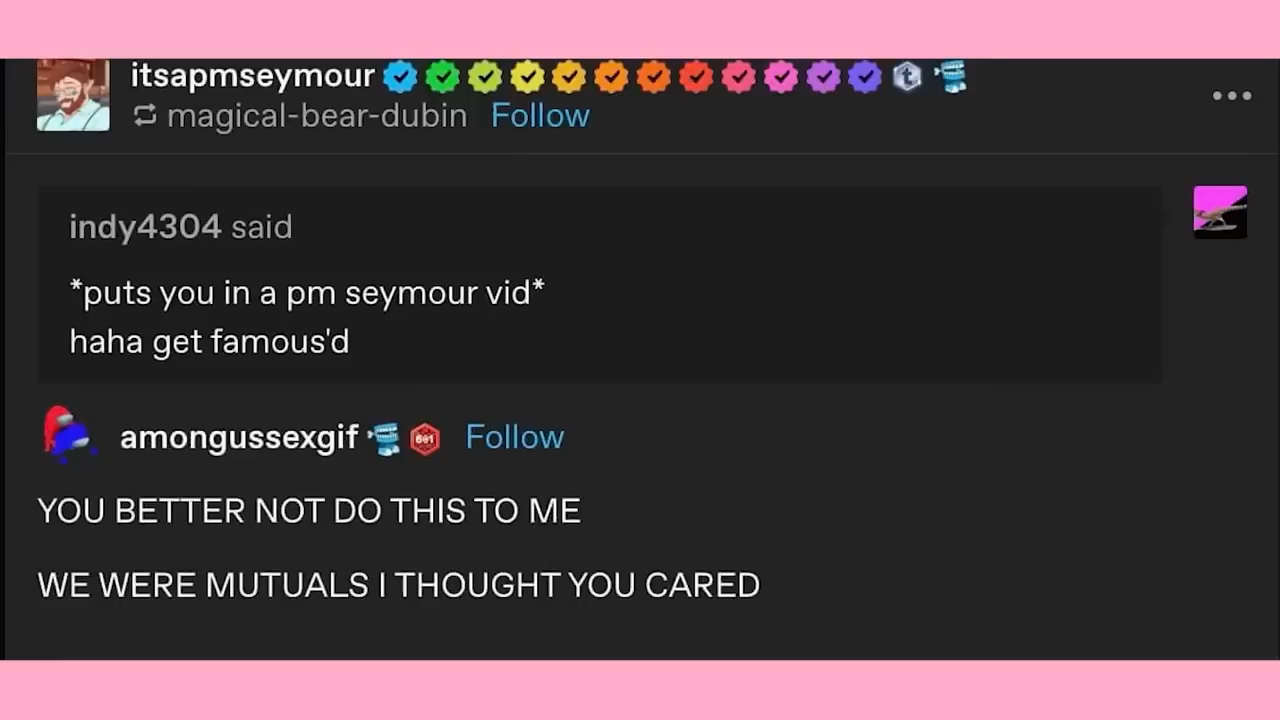 itsapmseymour
magical-bear-dubin Follow
indy4304 said
*puts you in a pm seymour vid*
haha get famous'd
amongussexgif Follow
YOU BETTER NOT DO THIS TO ME
WE WERE MUTUALS I THOUGHT YOU CARED